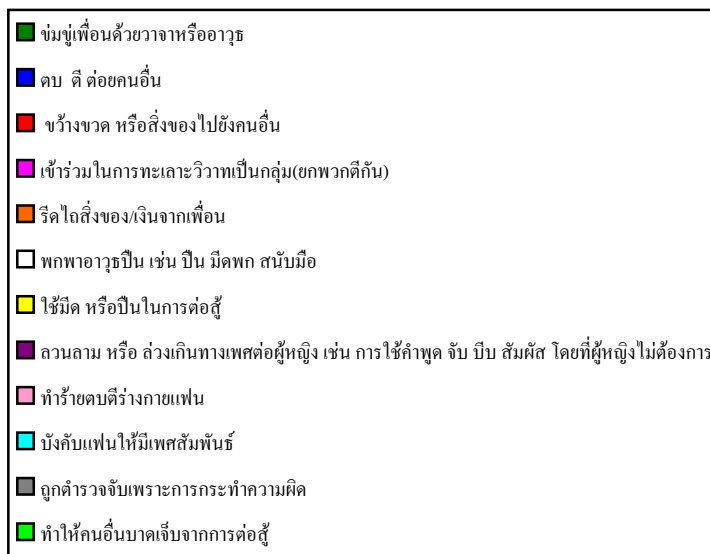 ข่มขู่เพื่อนด้วยวาจาหรืออาวุธ
ตบ ตี ต่อยคนอื่น
ขว้างขวด หรือสิ่งของไปยังคนอื่น
เข้าร่วมในการทะเลาะวิวาทเป็นกลุ่ม(ยกพวกตีกัน)
รีดไถสิ่งของ/เงินจากเพื่อน
พกพาอาวุธปืน เช่น ปืน มีดพก สนับมือ
ใช้มีด หรือปืนในการต่อสู้
ลวนลาม หรือ ล่วงเกินทางเพศต่อผู้หญิง เช่น การใช้คำพูด จับ บีบ สัมผัส โดยที่ผู้หญิงไม่ต้องการ
ทำร้ายตบตีร่างกายแฟน
บังคับแฟนให้มีเพศสัมพันธ์
ถูกตำรวจจับเพราะการกระทำความผิด
ทำให้คนอื่นบาดเจ็บจากการต่อสู้